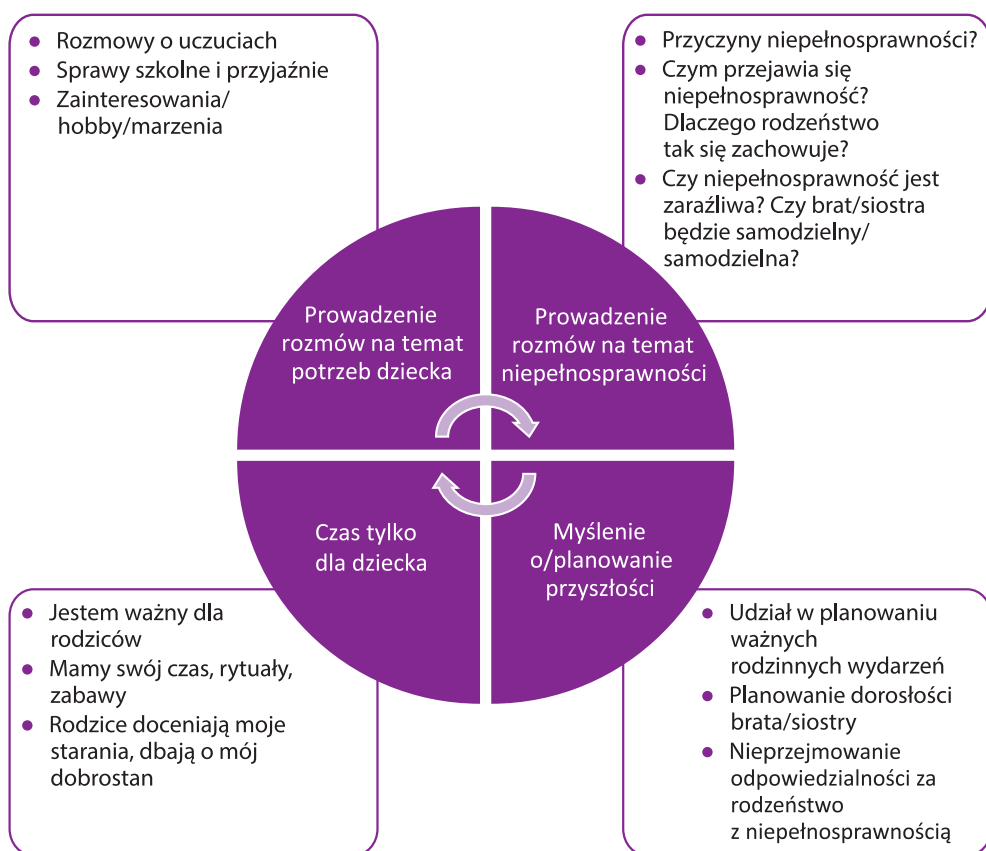 • Rozmowy o uczuciach
• Sprawy szkolne i przyjaźnie
• Zainteresowania/
hobby/marzenia
• Przyczyny niepełnosprawności?
• Czym przejawia się
niepełnosprawność?
Dlaczego rodzeństwo
tak się zachowuje?
• Czy niepełnosprawność jest
zaraźliwa? Czy brat/siostra
będzie samodzielny/
samodzielna?
Prowadzenie
rozmów na temat
potrzeb dziecka
Prowadzenie
rozmów na temat
niepełnosprawności
Czas tylko
dla dziecka
Myślenie
o/planowanie
przyszłości
• Jestem ważny dla
rodziców
• Mamy swój czas, rytuały,
zabawy
• Rodzice doceniają moje
starania, dbają o mój
dobrostan
• Udział w planowaniu
ważnych
rodzinnych wydarzeń
• Planowanie dorosłości
brata/siostry
• Nieprzejmowanie
odpowiedzialności za
rodzeństwo
z niepełnosprawnością